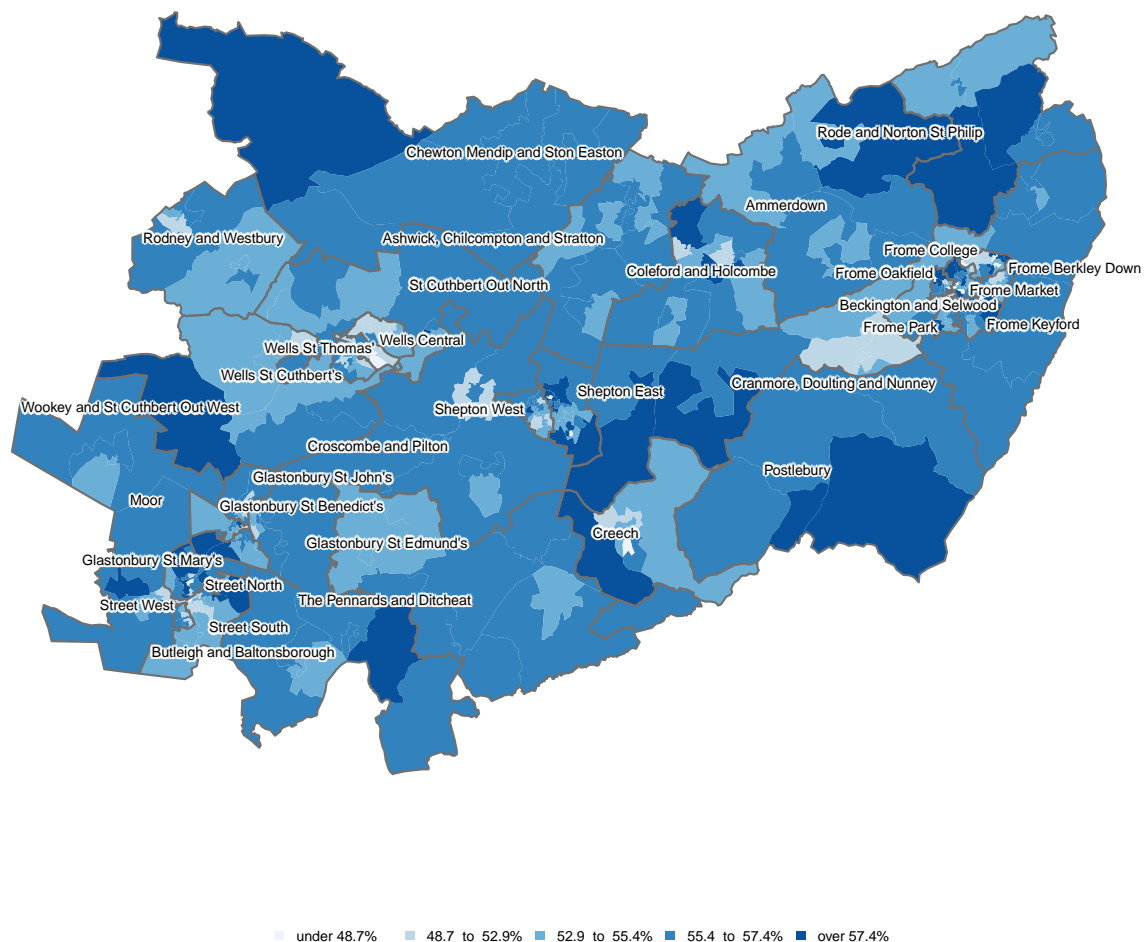 Rode and Norton St Philip
Chewton Mendip and Ston Easton
Ammerdown
Rodney and Westbury
Ashwick, Chilcompton and Stratton
Frome College
Coleford and Holcombe
Frome Oakfield
Frome Berkley Down
St Cuthbert Out North
Frome Market
Beckington and Selwood
Frome Park
Frome Keyford
Wells Central
Wells St Thomas'
Wells St Cuthbert's
Cranmore, Doulting and Nunney
Shepton East
Wookey and St Cuthbert Out West
Shepton West
Croscombe and Pilton
Postlebury
Glastonbury St John's
Moor
Glastonbury St Benedict's
Creech
Glastonbury St Edmund's
Glastonbury St Mary's
Street North
The Pennards and Ditcheat
Street West
Street South
Butleigh and Baltonsborough
under 48.7% 48.7 to 52.9% 52.9 to 55.4% 55.4 to 57.4% over 57.4%